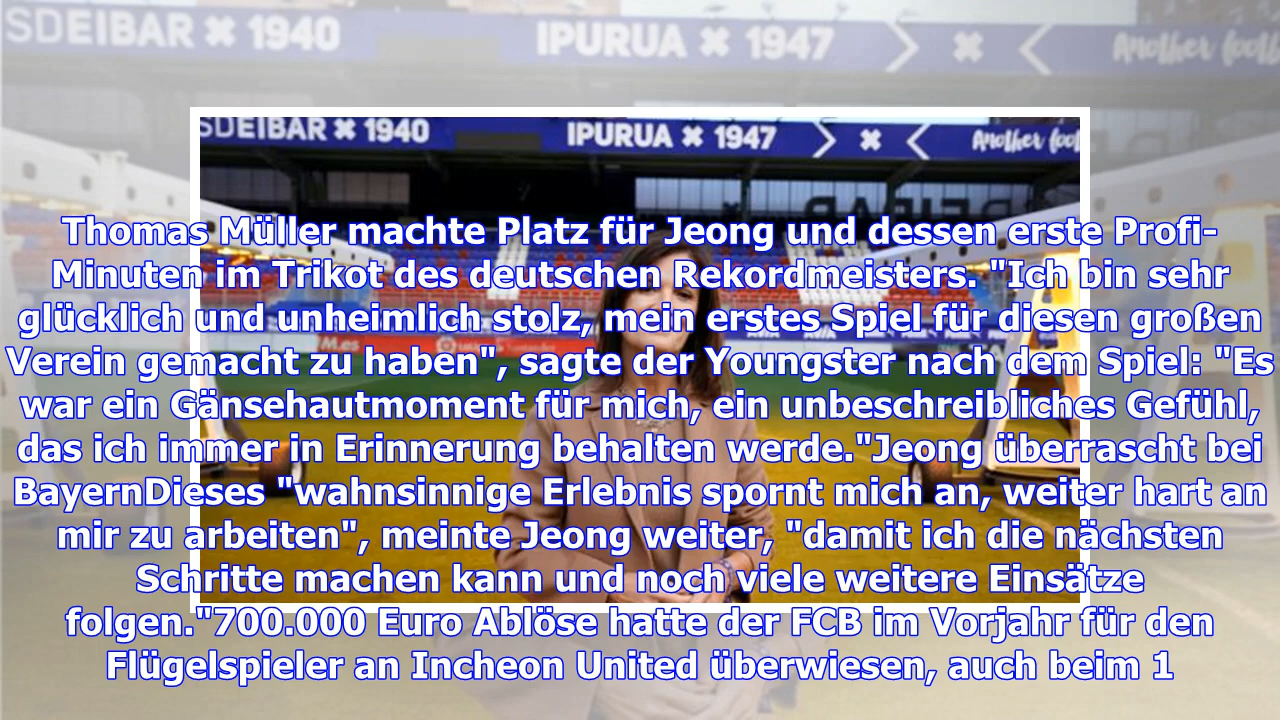 SDEIBAR ✖ 1940 IPURUA ✖ 1947 Another foot
SDEIBAR ✖ 1940 IPURUA ✖ 1947 Another foot
EIBAR
Thomas Müller machte Platz für Jeong und dessen erste Profi-
Minuten im Trikot des deutschen Rekordmeisters. "Ich bin sehr
glücklich und unheimlich stolz, mein erstes Spiel für diesen großen
Verein gemacht zu haben", sagte der Youngster nach dem Spiel: "Es
war ein Gänsehautmoment für mich, ein unbeschreibliches Gefühl,
das ich immer in Erinnerung behalten werde."Jeong überrascht bei
BayernDieses "wahnsinnige Erlebnis spornt mich an, weiter hart an
mir zu arbeiten", meinte Jeong weiter, "damit ich die nächsten
Schritte machen kann und noch viele weitere Einsätze
folgen."700.000 Euro Ablöse hatte der FCB im Vorjahr für den
Flügelspieler an Incheon United überwiesen, auch beim 1